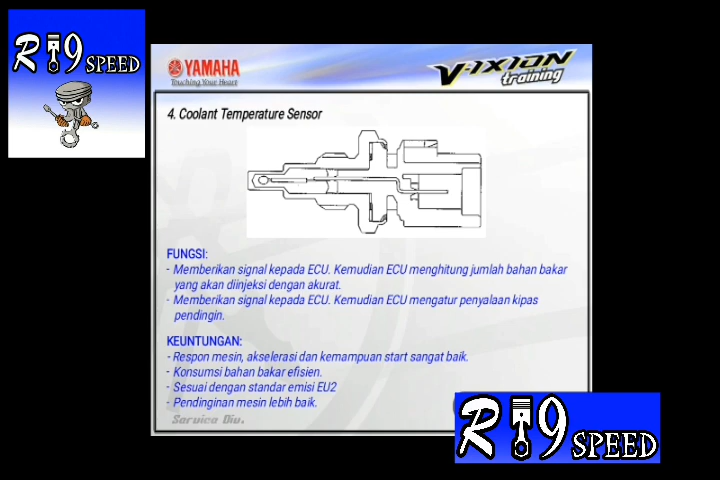 R19 SPEED
YAMAHA
Touching Your Heart
V-IXION
training
4. Coolant Temperature Sensor
FUNGSI:
- Memberikan signal kepada ECU. Kemudian ECU menghitung jumlah bahan bakar
yang akan diinjeksi dengan akurat.
- Memberikan signal kepada ECU. Kemudian ECU mengatur penyalaan kipas
pendingin.
KEUNTUNGAN:
- Respon mesin, akselerasi dan kemampuan start sangat baik.
- Konsumsi bahan bakar efisien.
- Sesuai dengan standar emisi EU2
- Pendinginan mesin lebih baik.
Service Div.
R19 SPEED